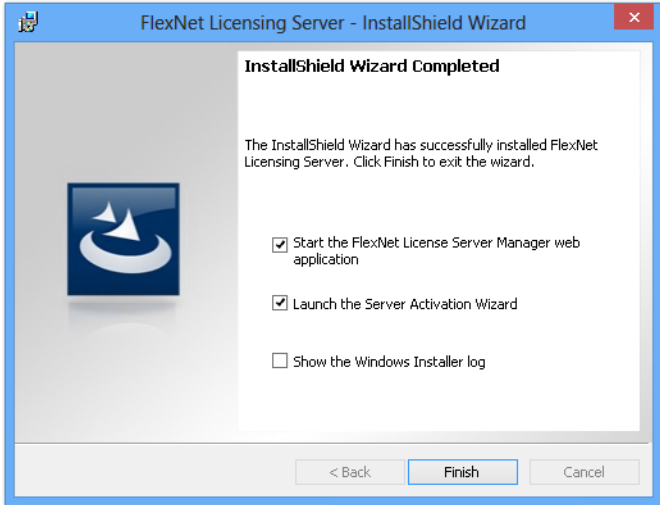 FlexNet Licensing Server - InstallShield Wizard
InstallShield Wizard Completed
The InstallShield Wizard has successfully installed FlexNet
Licensing Server. Click Finish to exit the wizard.
Start the FlexNet License Server Manager web
application
Launch the Server Activation Wizard
Show the Windows Installer log
< Back
Finish
Cancel